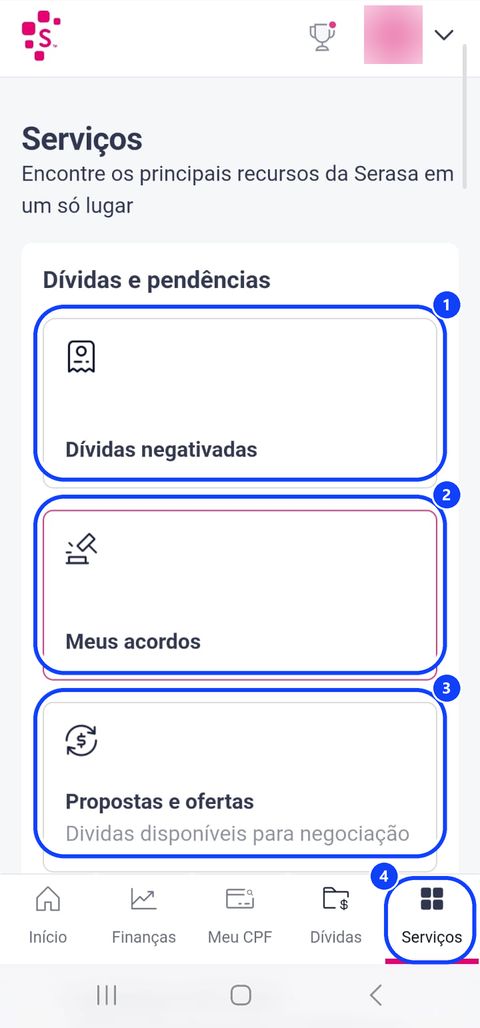 S
Serviços
Encontre os principais recursos da Serasa em
um só lugar
Dívidas e pendências
1
Dívidas negativadas
2
Meus acordos
3
$
Propostas e ofertas
Dividas disponíveis para negociação
4
$
Início Finanças Meu CPF Dívidas Serviços